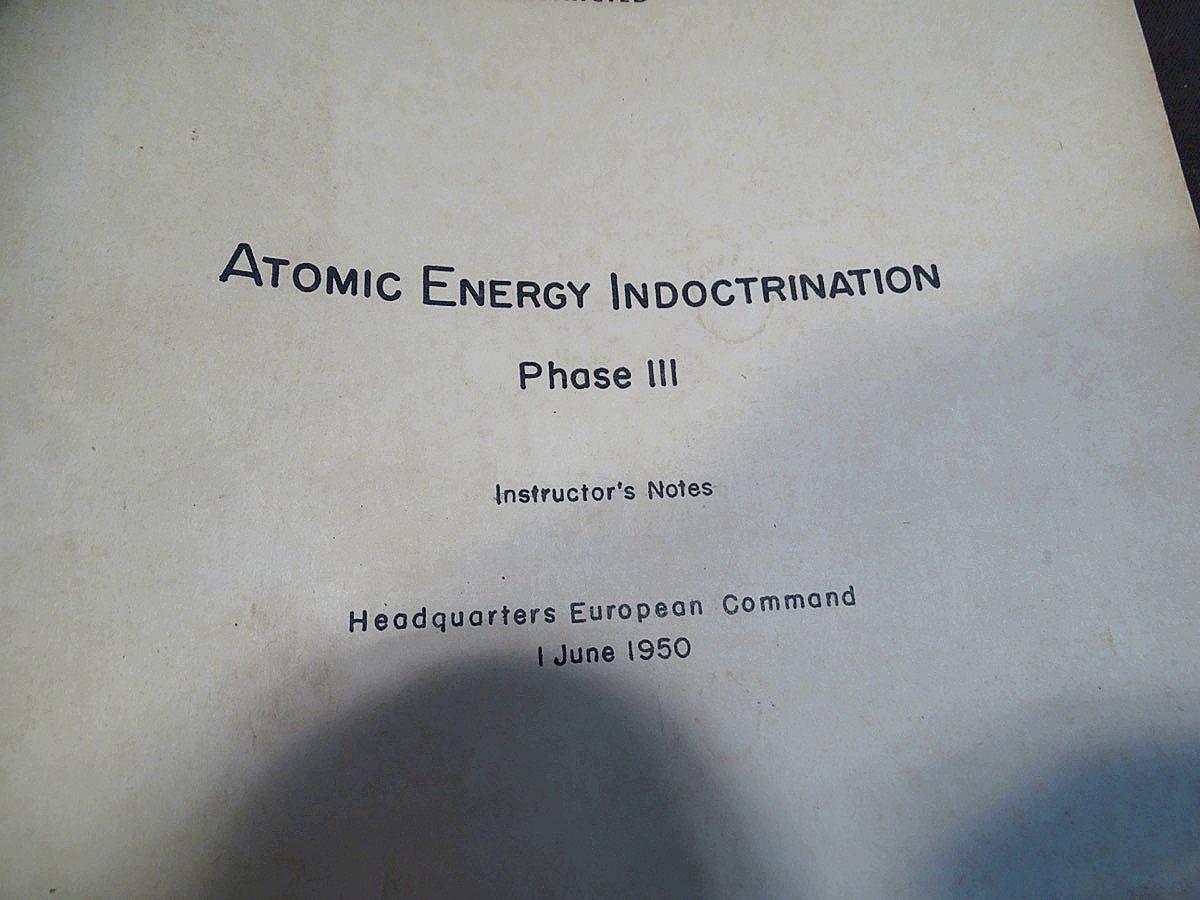 ATOMIC ENERGY INDOCTRINATION
Phase III
Instructor's Notes
Headquarters European Command
1 June 1950